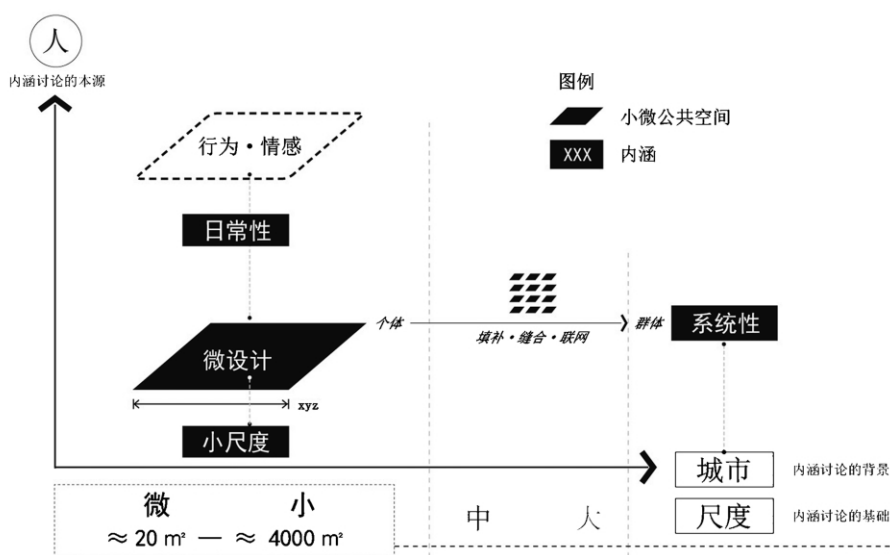 人
内涵讨论的本源
图例
小微公共空间
XXX 内涵
行为·情感
日常性
微设计
个体
填补·缝合·联网
群体
系统性
xyz
小尺度
城市
内涵讨论的背景
微 小
≈ 20 ㎡ — ≈ 4000 ㎡
中 大
尺度
内涵讨论的基础